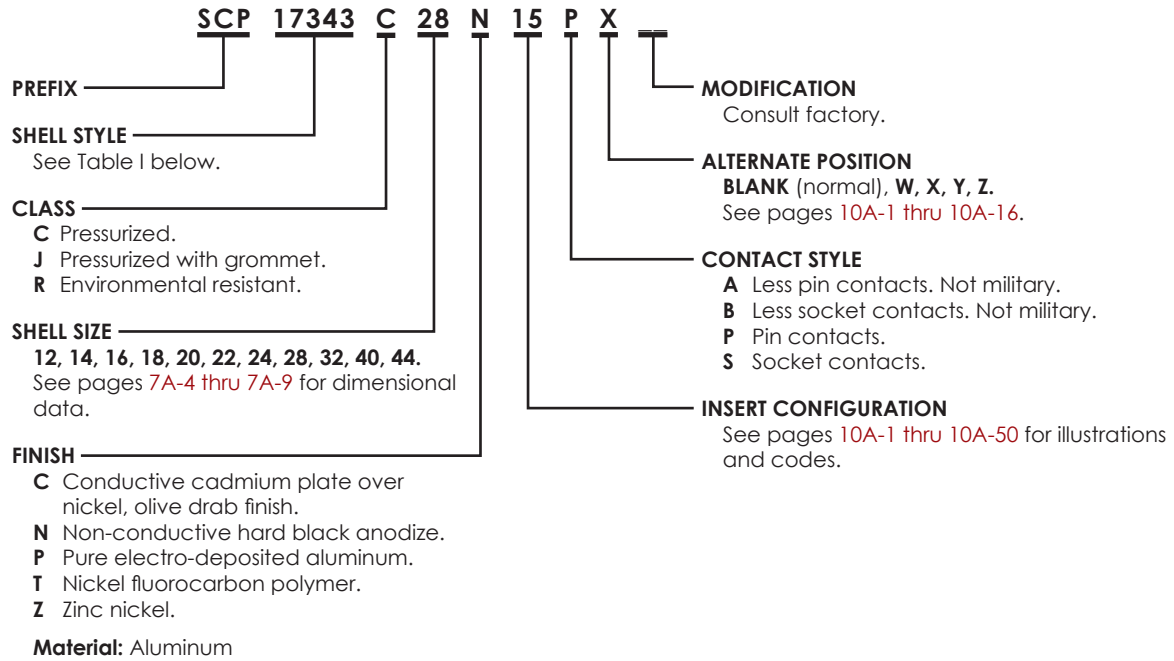 SCP 17343 C 28 N 15 P X __
PREFIX
SHELL STYLE
See Table I below.
CLASS
C Pressurized.
J Pressurized with grommet.
R Environmental resistant.
SHELL SIZE
12, 14, 16, 18, 20, 22, 24, 28, 32, 40, 44.
See pages 7A-4 thru 7A-9 for dimensional
data.
FINISH
C Conductive cadmium plate over
nickel, olive drab finish.
N Non-conductive hard black anodize.
P Pure electro-deposited aluminum.
T Nickel fluorocarbon polymer.
Z Zinc nickel.
Material: Aluminum
MODIFICATION
Consult factory.
ALTERNATE POSITION
BLANK (normal), W, X, Y, Z.
See pages 10A-1 thru 10A-16.
CONTACT STYLE
A Less pin contacts. Not military.
B Less socket contacts. Not military.
P Pin contacts.
S Socket contacts.
INSERT CONFIGURATION
See pages 10A-1 thru 10A-50 for illustrations
and codes.